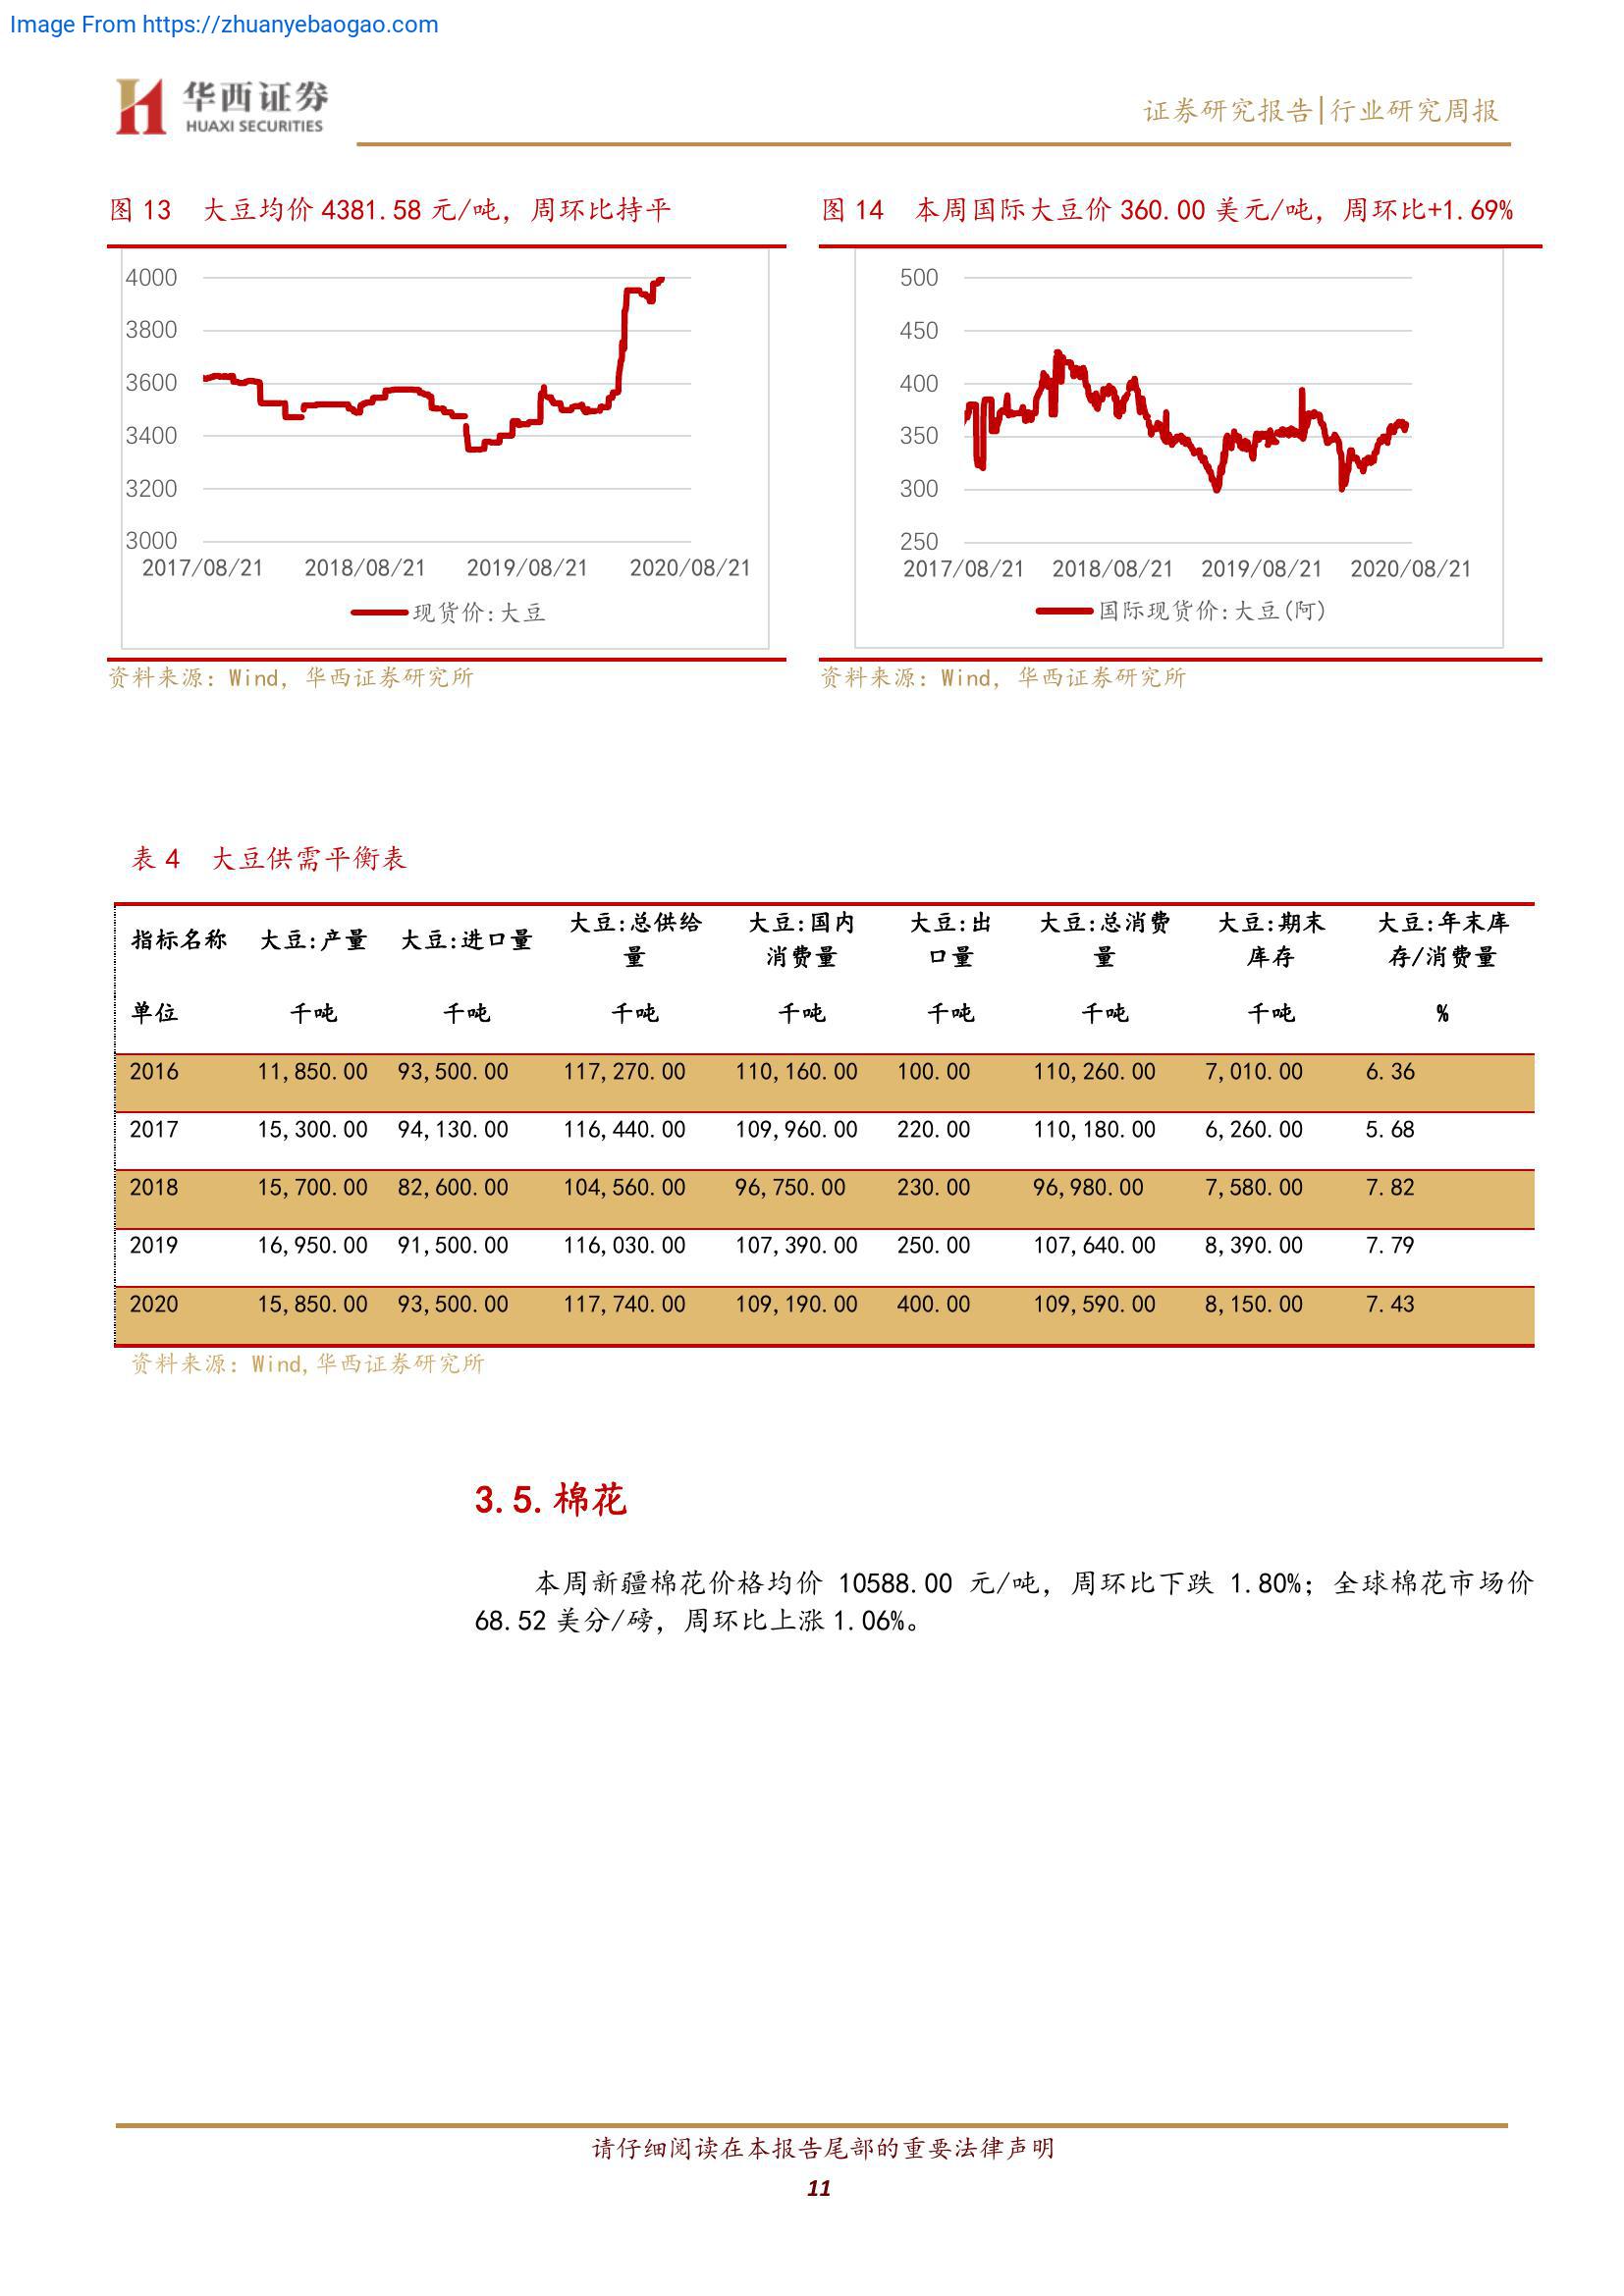 Image From https://zhuanyebaogao.com
华西证券
HUAXI SECURITIES
证券研究报告|行业研究周报
图 13 大豆均价 4381.58 元/吨，周环比持平
4000
3800
3600
3400
3200
3000
2017/08/21 2018/08/21 2019/08/21 2020/08/21
现货价:大豆
资料来源：Wind，华西证券研究所
图 14 本周国际大豆价 360.00 美元/吨，周环比+1.69%
500
450
400
350
300
250
2017/08/21 2018/08/21 2019/08/21 2020/08/21
国际现货价:大豆(阿)
资料来源：Wind，华西证券研究所
表 4 大豆供需平衡表
指标名称 大豆:产量 大豆:进口量 大豆:总供给量 大豆:国内消费量 大豆:出口量 大豆:总消费量 大豆:期末库存 大豆:年末库存/消费量
单位 千吨 千吨 千吨 千吨 千吨 千吨 千吨 %
2016 11,850.00 93,500.00 117,270.00 110,160.00 100.00 110,260.00 7,010.00 6.36
2017 15,300.00 94,130.00 116,440.00 109,960.00 220.00 110,180.00 6,260.00 5.68
2018 15,700.00 82,600.00 104,560.00 96,750.00 230.00 96,980.00 7,580.00 7.82
2019 16,950.00 91,500.00 116,030.00 107,390.00 250.00 107,640.00 8,390.00 7.79
2020 15,850.00 93,500.00 117,740.00 109,190.00 400.00 109,590.00 8,150.00 7.43
资料来源：Wind,华西证券研究所
3.5.棉花
本周新疆棉花价格均价 10588.00 元/吨，周环比下跌 1.80%；全球棉花市场价
68.52 美分/磅，周环比上涨 1.06%。
请仔细阅读在本报告尾部的重要法律声明
11